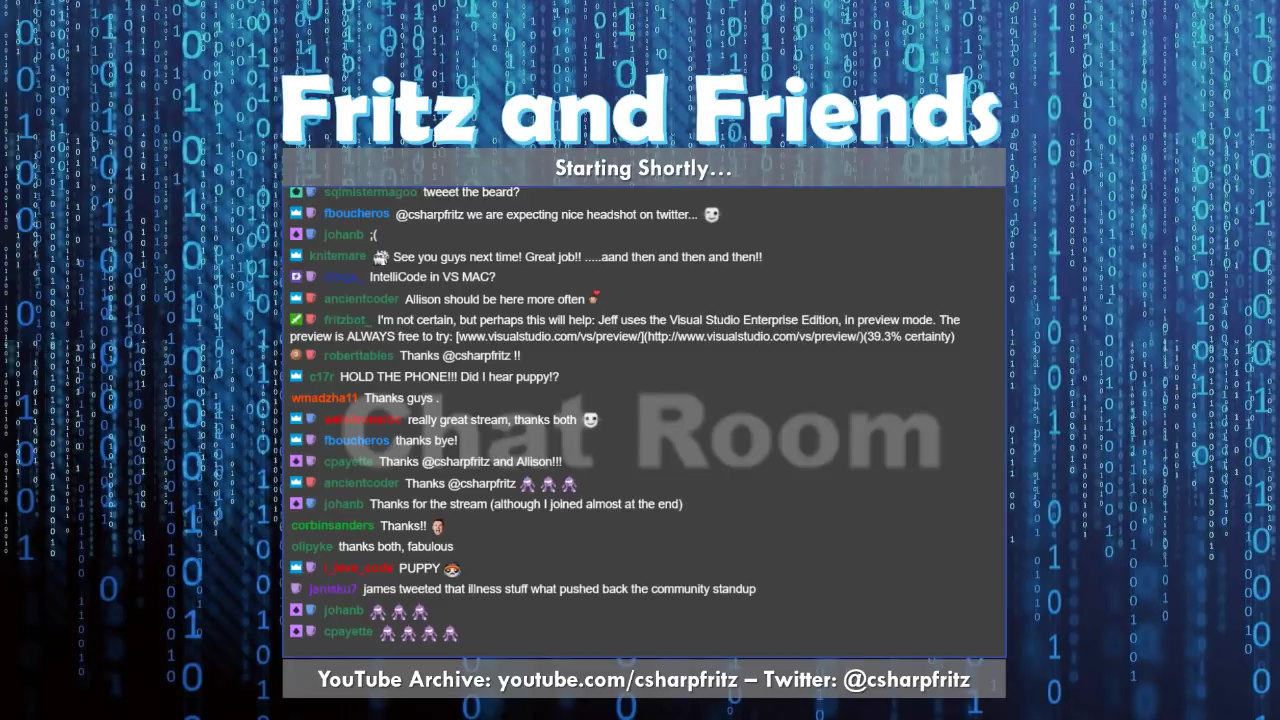 Fritz and Friends
Starting Shortly...
sqlmistermagoo tweeet the beard?
fboucheros @csharpfritz we are expecting nice headshot on twitter...
johanb ;(
knitemare See you guys next time! Great job!! .....aand then and then and then!!
IntelliCode in VS MAC?
ancientcoder Allison should be here more often
fritzbot_ I'm not certain, but perhaps this will help: Jeff uses the Visual Studio Enterprise Edition, in preview mode. The
preview is ALWAYS free to try: [www.visualstudio.com/vs/preview/](http://www.visualstudio.com/vs/preview/)(39.3% certainty)
roberttables Thanks @csharpfritz !!
c17r HOLD THE PHONE!!! Did I hear puppy!?
wmadzha11 Thanks guys .
really great stream, thanks both
fboucheros thanks bye!
Chat Room
cpayette Thanks @csharpfritz and Allison!!!
ancientcoder Thanks @csharpfritz
johanb Thanks for the stream (although I joined almost at the end)
corbinsanders Thanks!!
olipyke thanks both, fabulous
i_love_code PUPPY
janisku7 james tweeted that illness stuff what pushed back the community standup
johanb
cpayette
YouTube Archive: youtube.com/csharpfritz – Twitter: @csharpfritz